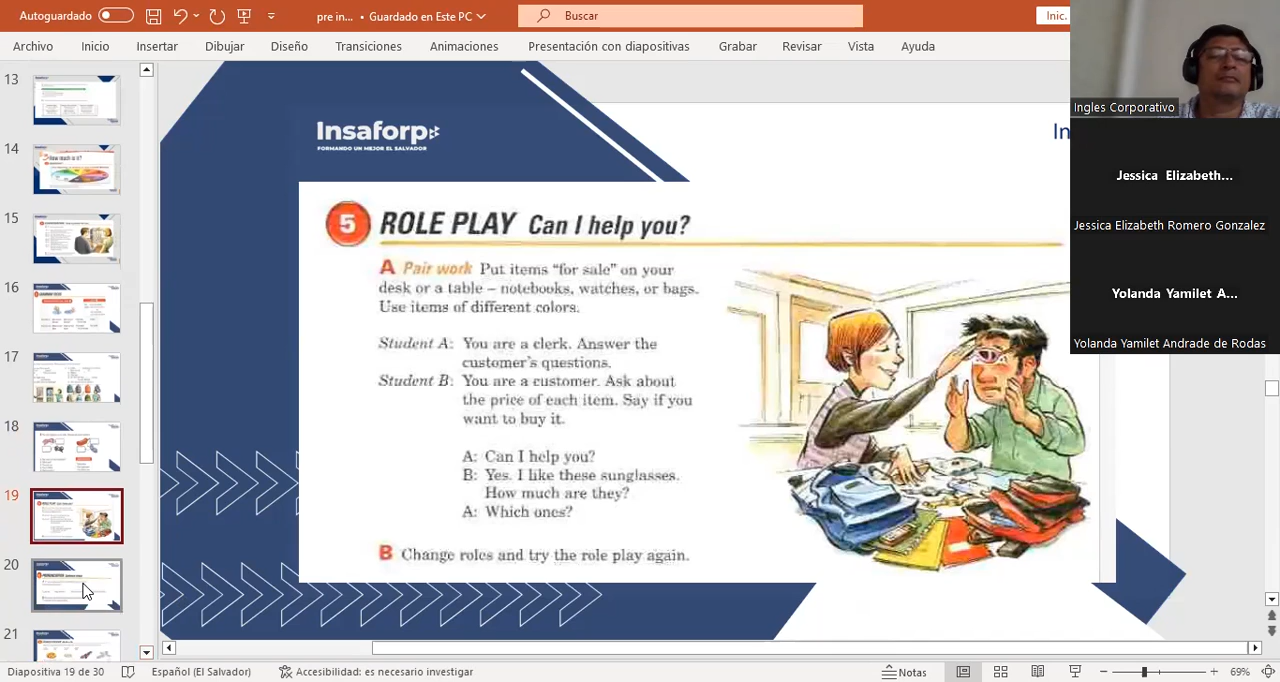 Autoguardado
pre in... • Guardado en Este PC
Buscar
Inic.
Archivo Inicio Insertar Dibujar Diseño Transiciones Animaciones Presentación con diapositivas Grabar Revisar Vista Ayuda
Ingles Corporativo
Jessica Elizabeth...
Jessica Elizabeth Romero Gonzalez
Yolanda Yamilet A...
Yolanda Yamilet Andrade de Rodas
13
14
15
16
17
18
19
20
21
Insaforp
FORMANDO UN MEJOR EL SALVADOR
In
5 ROLE PLAY Can I help you?
A Pair work Put items “for sale” on your
desk or a table – notebooks, watches, or bags.
Use items of different colors.
Student A: You are a clerk. Answer the
customer's questions.
Student B: You are a customer. Ask about
the price of each item. Say if you
want to buy it.
A: Can I help you?
B: Yes. I like these sunglasses.
How much are they?
A: Which ones?
B Change roles and try the role play again.
Diapositiva 19 de 30
Español (El Salvador)
Accesibilidad: es necesario investigar
Notas
69%